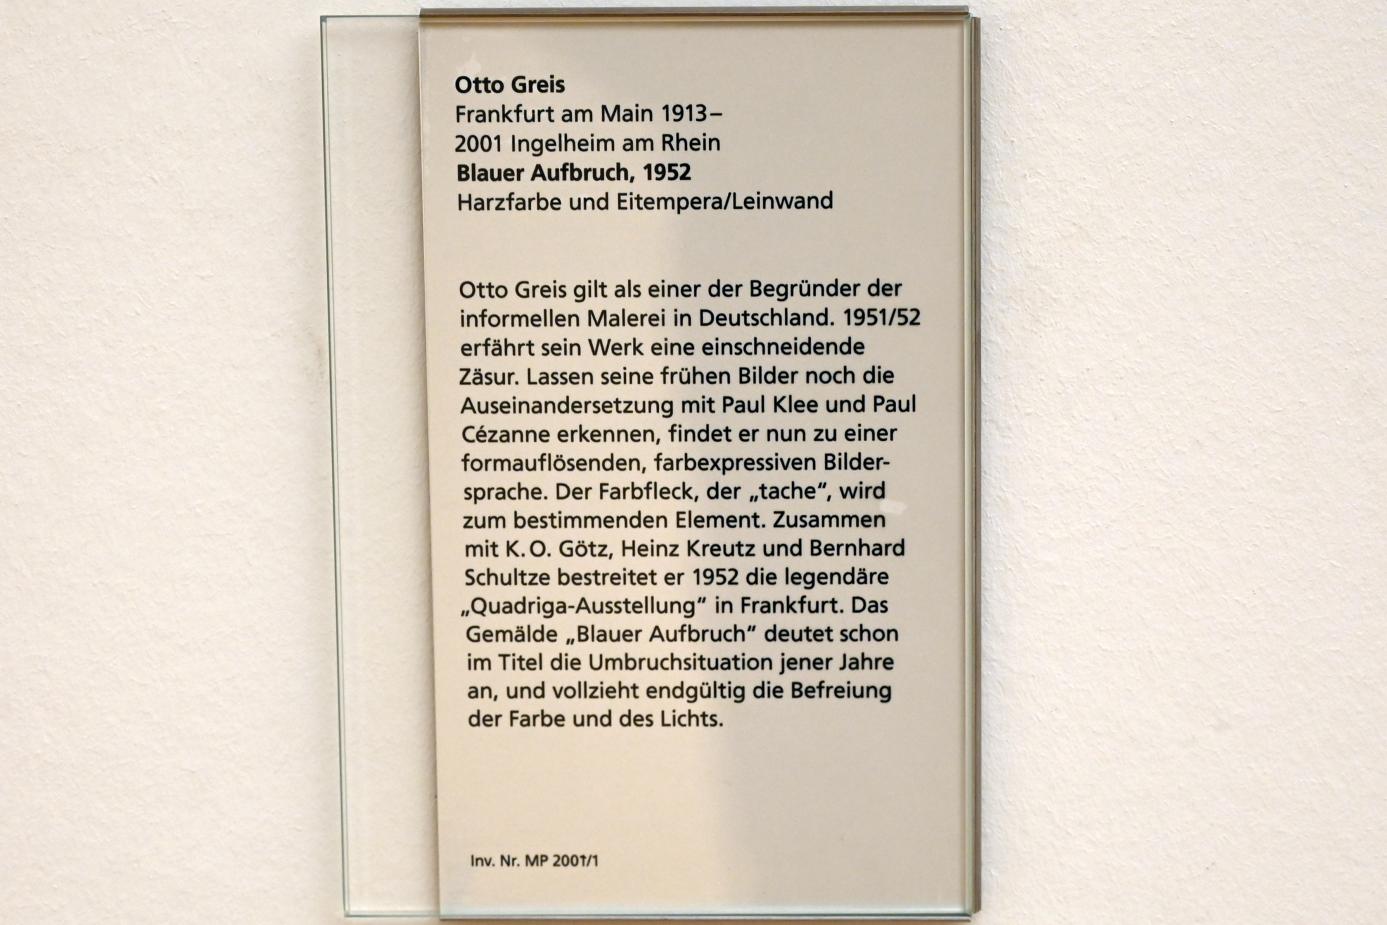 Otto Greis
Frankfurt am Main 1913–
2001 Ingelheim am Rhein
Blauer Aufbruch, 1952
Harzfarbe und Eitempera/Leinwand
Otto Greis gilt als einer der Begründer der
informellen Malerei in Deutschland. 1951/52
erfährt sein Werk eine einschneidende
Zäsur. Lassen seine frühen Bilder noch die
Auseinandersetzung mit Paul Klee und Paul
Cézanne erkennen, findet er nun zu einer
formauflösenden, farbexpressiven Bilder-
sprache. Der Farbfleck, der „tache“, wird
zum bestimmenden Element. Zusammen
mit K. O. Götz, Heinz Kreutz und Bernhard
Schultze bestreitet er 1952 die legendäre
„Quadriga-Ausstellung“ in Frankfurt. Das
Gemälde „Blauer Aufbruch“ deutet schon
im Titel die Umbruchsituation jener Jahre
an, und vollzieht endgültig die Befreiung
der Farbe und des Lichts.
Inv. Nr. MP 2001/1